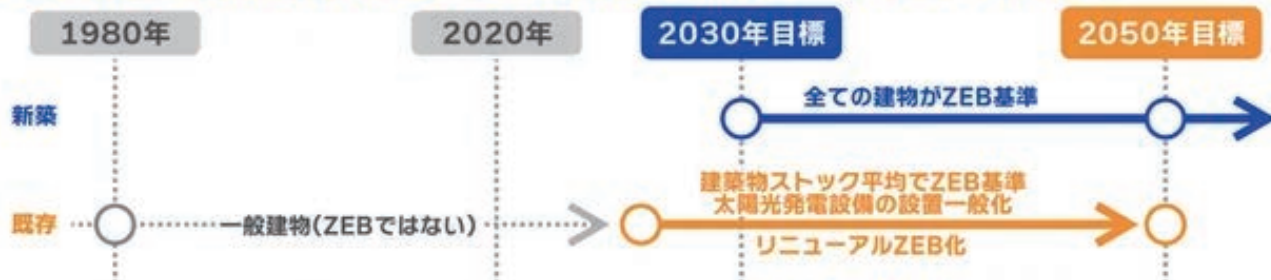 1980年
2020年
2030年目標
2050年目標
新築
全ての建物がZEB基準
既存
一般建物(ZEBではない)
建築物ストック平均でZEB基準
太陽光発電設備の設置一般化
リニューアルZEB化